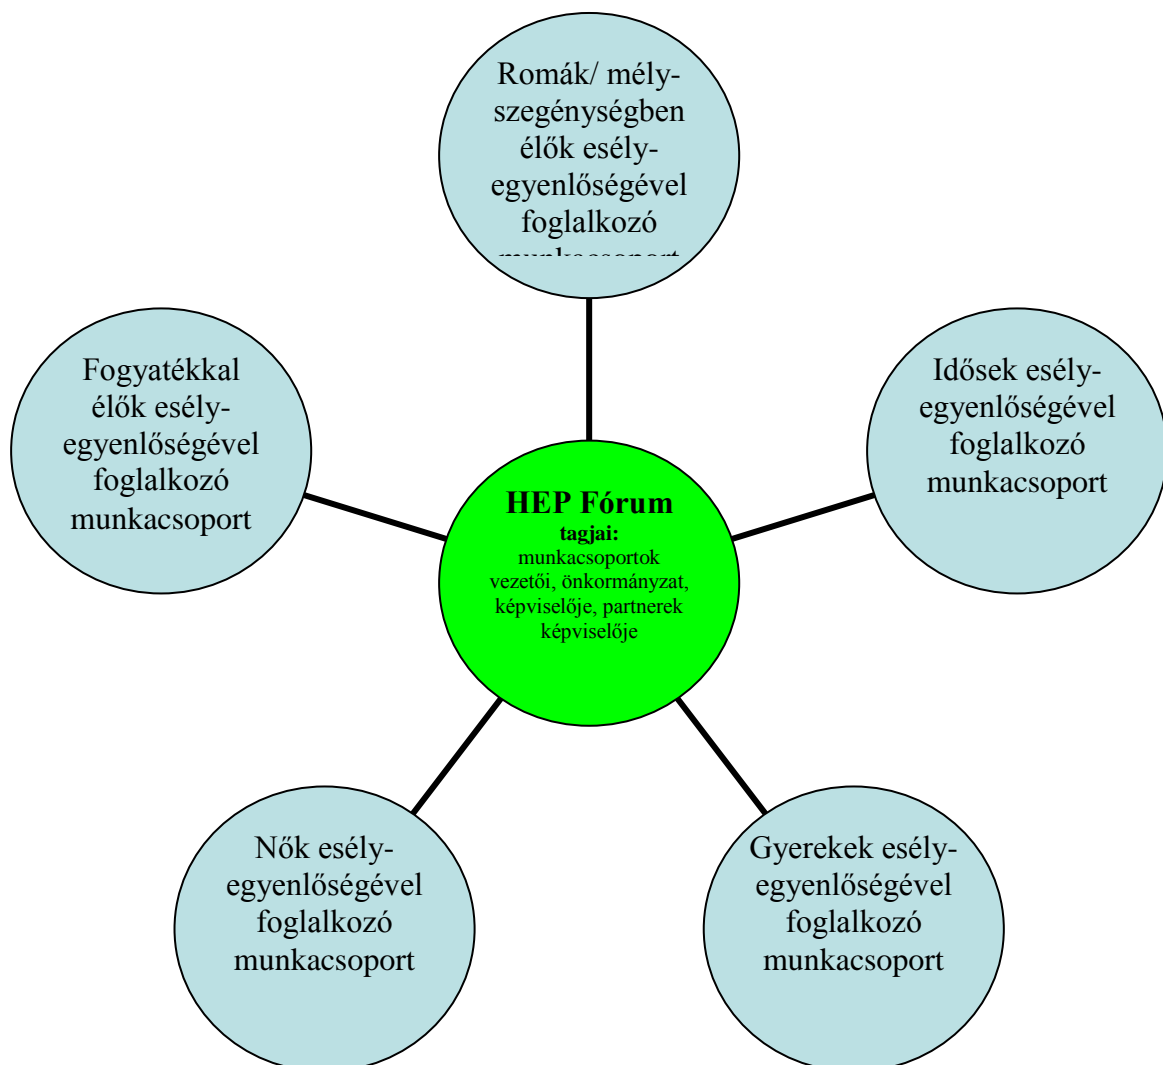 Romák/ mély-
szegénységben
élők esély-
egyenlőségével
foglalkozó
munkacsoport
Fogyatékkal
élők esély-
egyenlőségével
foglalkozó
munkacsoport
Idősek esély-
egyenlőségével
foglalkozó
munkacsoport
HEP Fórum
tagjai:
munkacsoportok
vezetői, önkormányzat,
képviselője, partnerek
képviselője
Nők esély-
egyenlőségével
foglalkozó
munkacsoport
Gyerekek esély-
egyenlőségével
foglalkozó
munkacsoport